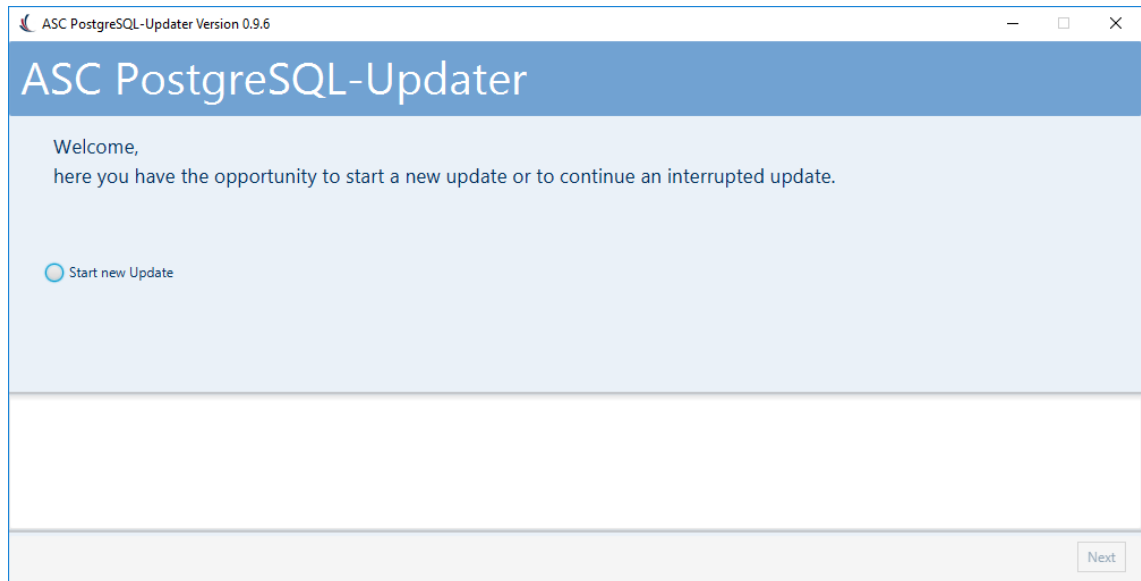 ASC PostgreSQL-Updater Version 0.9.6
ASC PostgreSQL-Updater
Welcome,
here you have the opportunity to start a new update or to continue an interrupted update.
Start new Update
Next